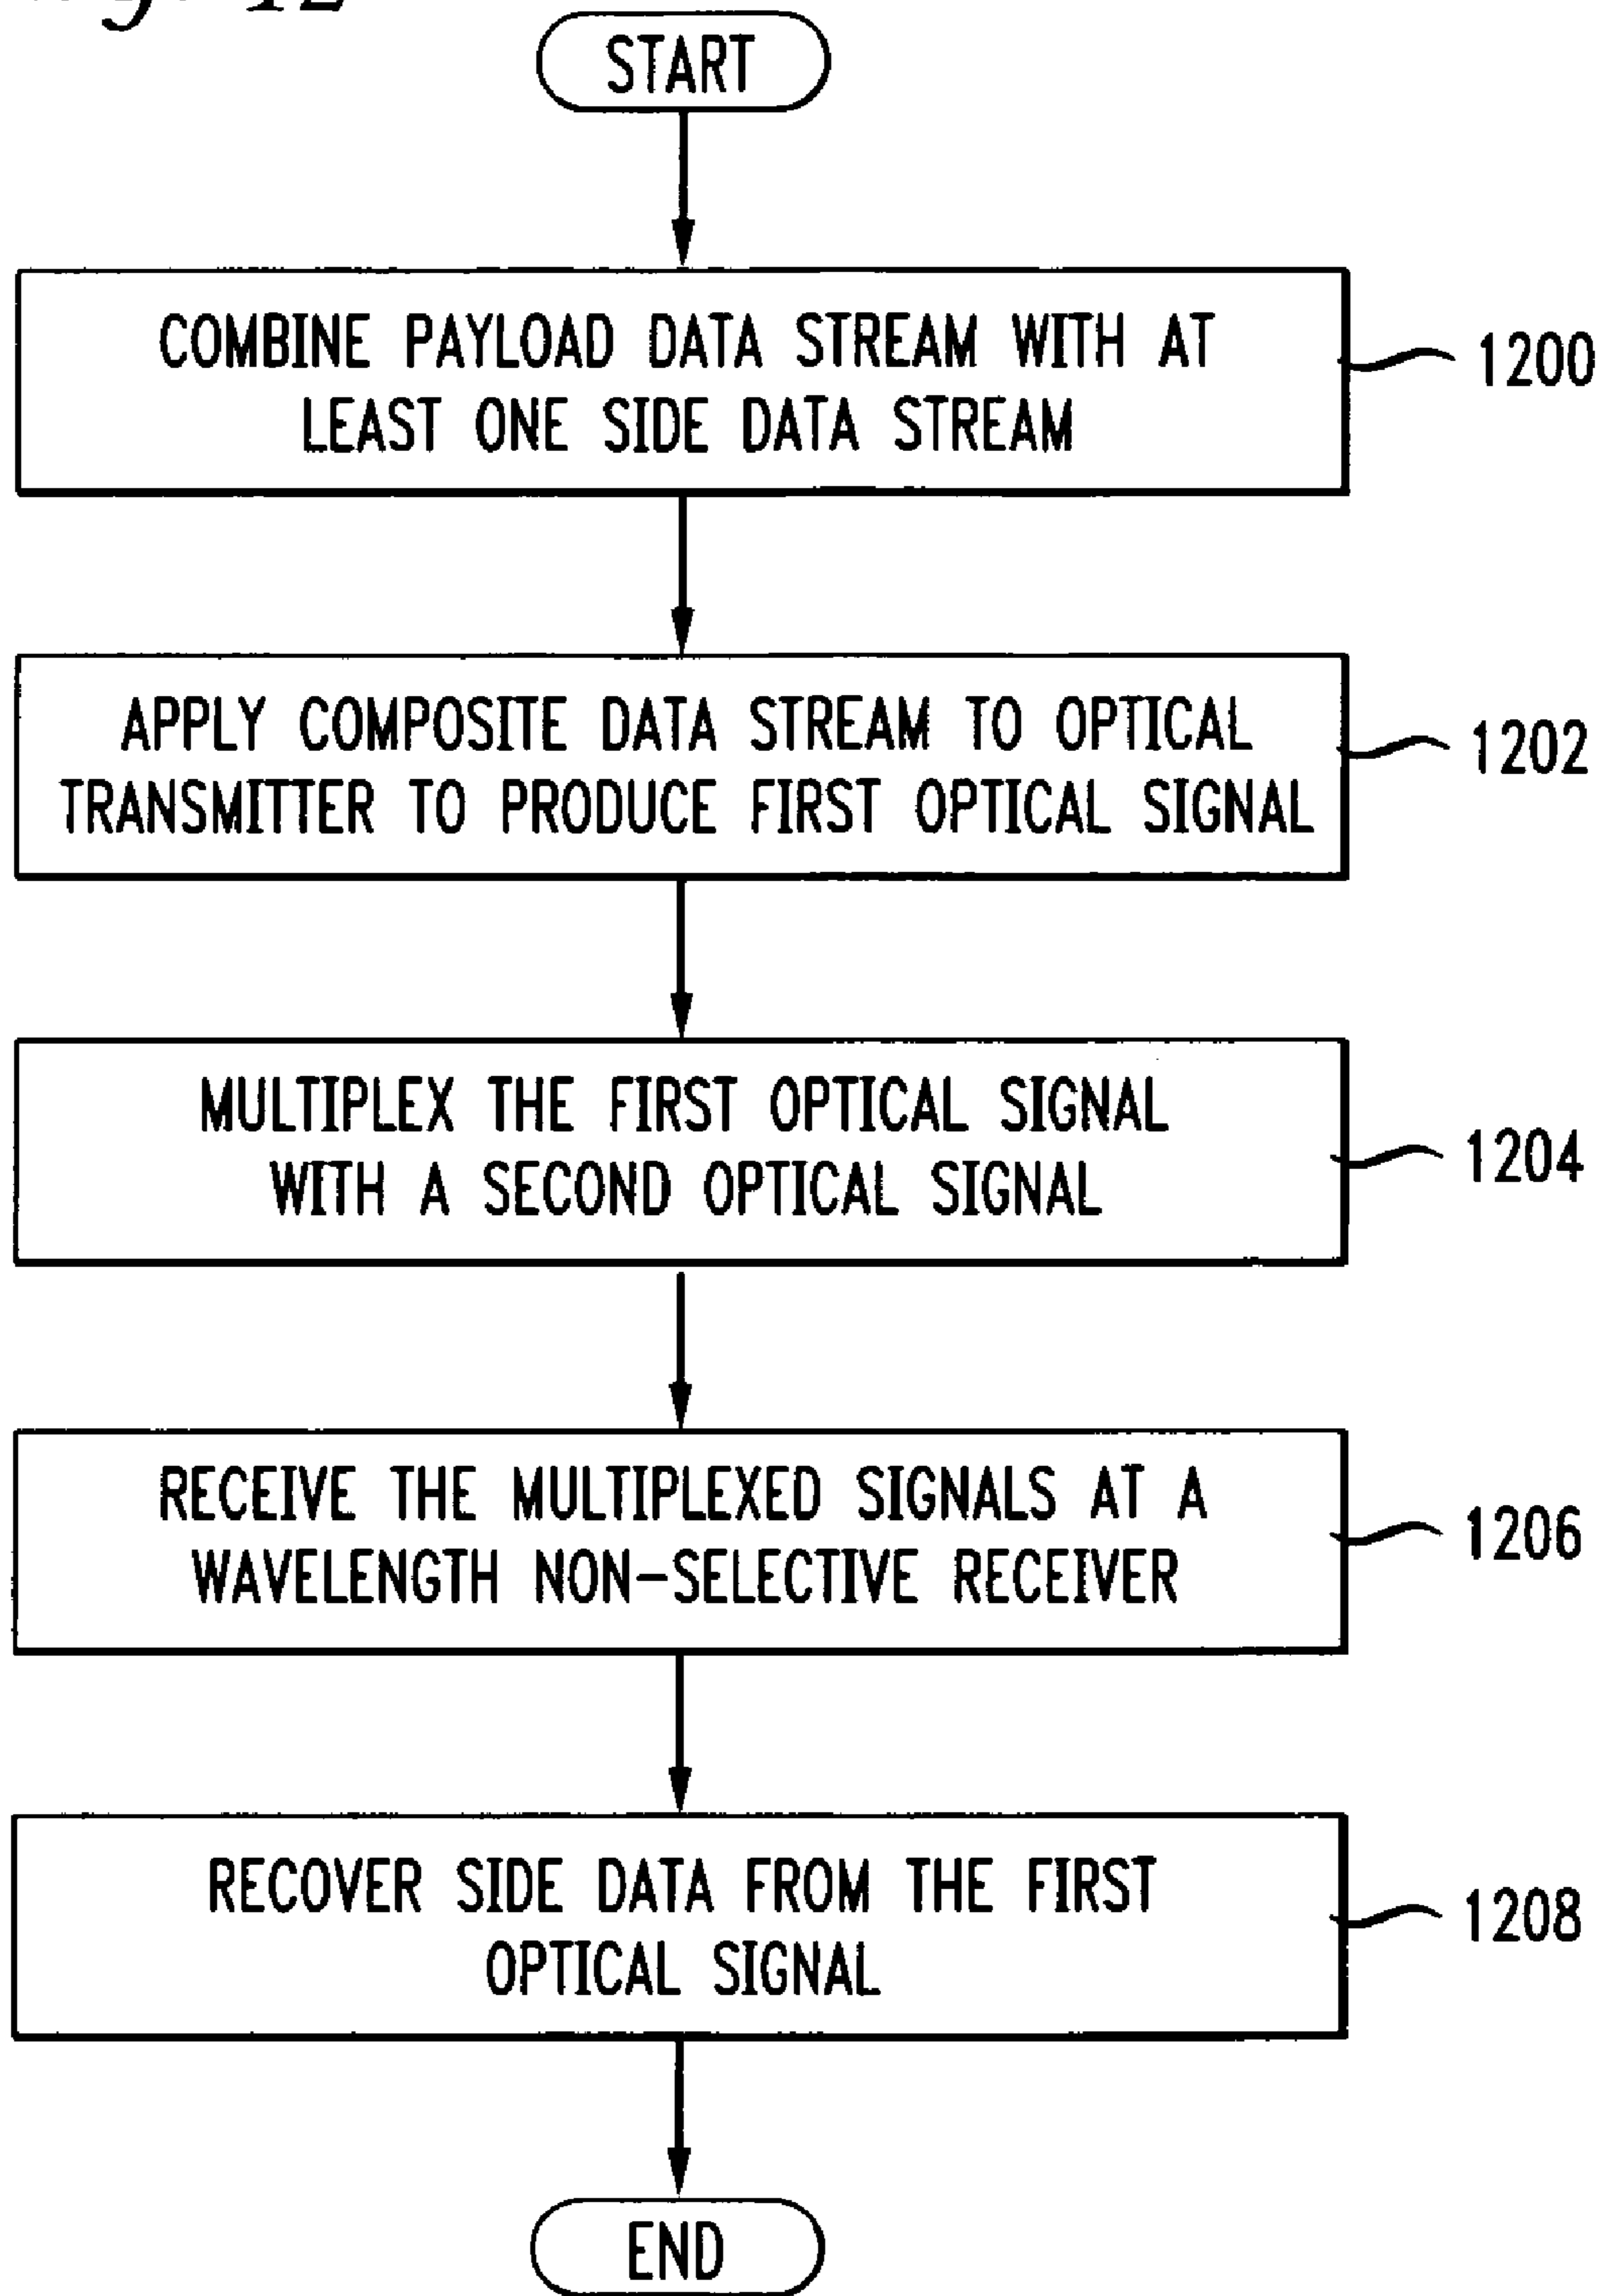 START
COMBINE PAYLOAD DATA STREAM WITH AT
LEAST ONE SIDE DATA STREAM
1200
APPLY COMPOSITE DATA STREAM TO OPTICAL
TRANSMITTER TO PRODUCE FIRST OPTICAL SIGNAL
1202
MULTIPLEX THE FIRST OPTICAL SIGNAL
WITH A SECOND OPTICAL SIGNAL
1204
RECEIVE THE MULTIPLEXED SIGNALS AT A
WAVELENGTH NON-SELECTIVE RECEIVER
1206
RECOVER SIDE DATA FROM THE FIRST
OPTICAL SIGNAL
1208
END